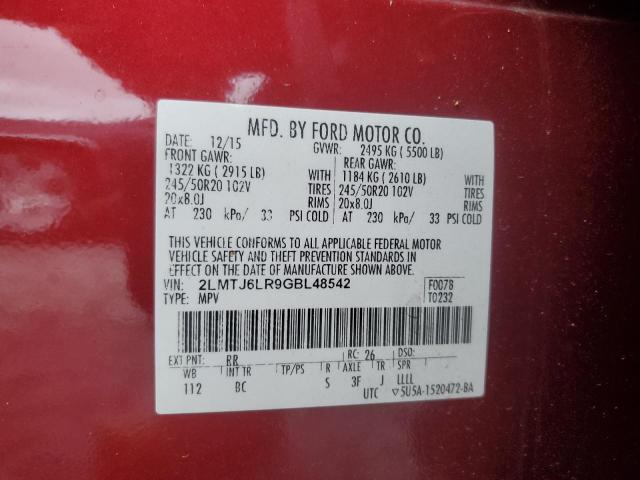 MFD. BY FORD MOTOR CO.
DATE: 12/15 GVWR: 2495 KG ( 5500 LB)
FRONT GAWR: REAR GAWR:
1322 KG ( 2915 LB) WITH 1184 KG ( 2610 LB) WITH
245/50R20 102V TIRES 245/50R20 102V TIRES
20x8.0J RIMS 20x8.0J RIMS
AT 230 kPa/ 33 PSI COLD AT 230 kPa/ 33 PSI COLD
THIS VEHICLE CONFORMS TO ALL APPLICABLE FEDERAL MOTOR
VEHICLE SAFETY AND THEFT PREVENTION STANDARDS IN
EFFECT ON THE DATE OF MANUFACTURE SHOWN ABOVE.
VIN: 2LMTJ6LR9GBL48542 F0078
TYPE: MPV T0232
EXT PNT: RR RC: 26 DSO:
WB INT TR TP/PS R AXLE TR SPR
112 BC S 3F J LLLL
UTC ▽5U5A-1520472-BA